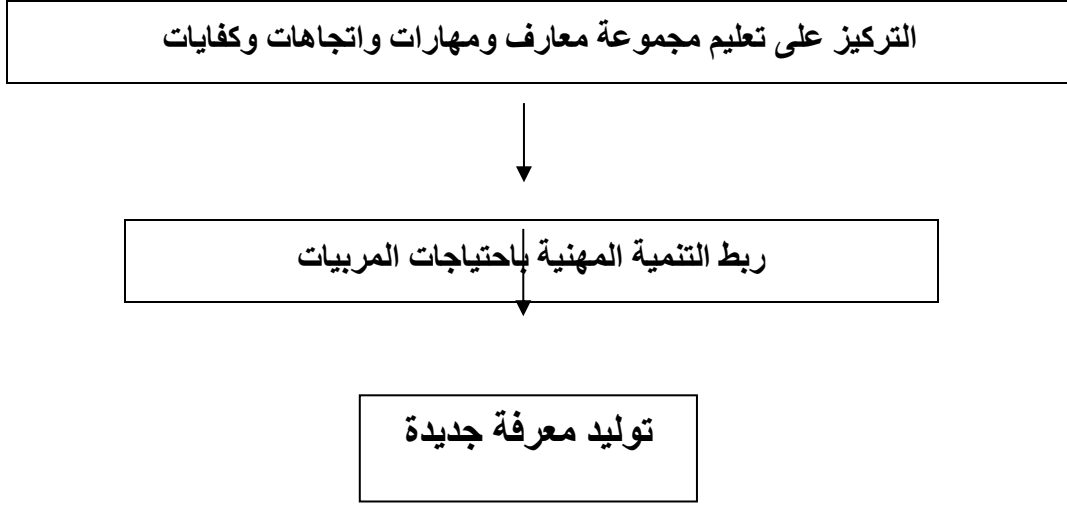 التركيز على تعليم مجموعة معارف ومهارات واتجاهات وكفايات
ربط التنمية المهنية باحتياجات المربيات
توليد معرفة جديدة